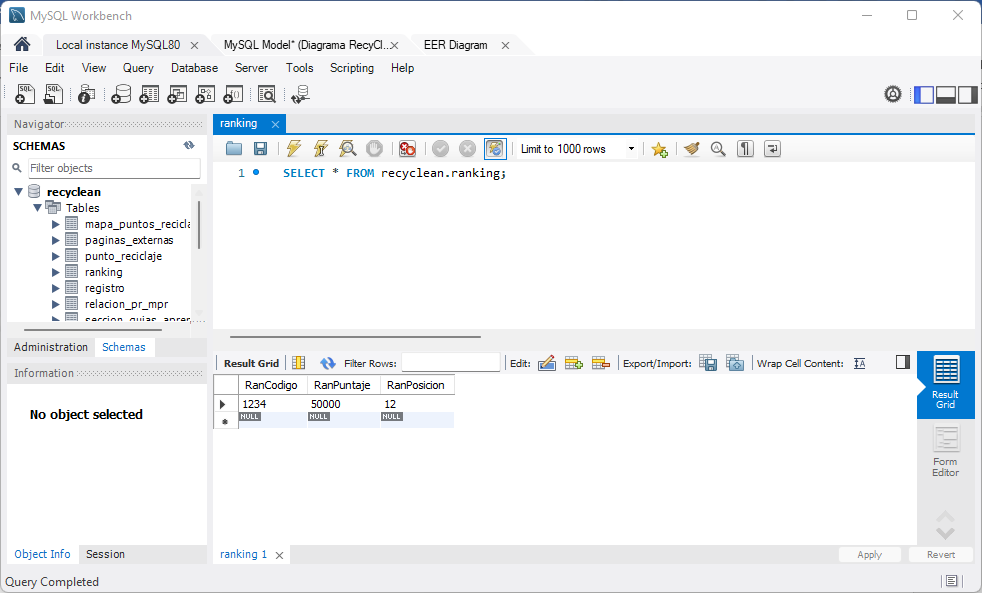 MySQL Workbench
Local instance MySQL80
MySQL Model* (Diagrama RecyCl...
EER Diagram
File Edit View Query Database Server Tools Scripting Help
Navigator
SCHEMAS
Filter objects
recyclean
Tables
mapa_puntos_recicla
paginas_externas
punto_reciclaje
ranking
registro
relacion_pr_mpr
seccion_guias_apren
Administration Schemas
Information
No object selected
Object Info Session
Query Completed
ranking
Limit to 1000 rows
1 SELECT * FROM recyclean.ranking;
Result Grid Filter Rows: Edit: Export/Import: Wrap Cell Content:
RanCodigo RanPuntaje RanPosicion
1234 50000 12
NULL NULL NULL
Result
Grid
Form
Editor
ranking 1
Apply Revert